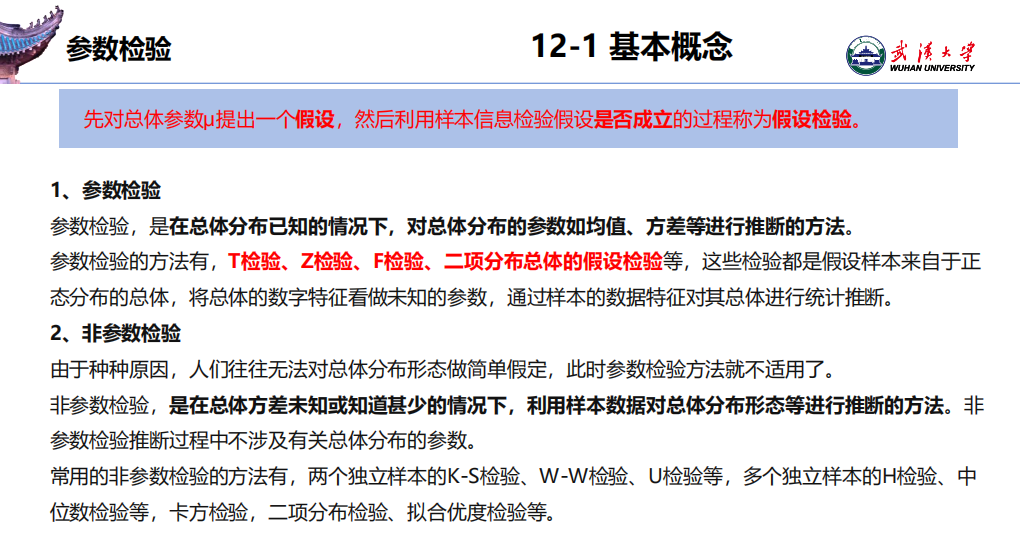 参数检验
12-1 基本概念
武汉大学
WUHAN UNIVERSITY
先对总体参数μ提出一个假设，然后利用样本信息检验假设是否成立的过程称为假设检验。
1、参数检验
参数检验，是在总体分布已知的情况下，对总体分布的参数如均值、方差等进行推断的方法。
参数检验的方法有，T检验、Z检验、F检验、二项分布总体的假设检验等，这些检验都是假设样本来自于正
态分布的总体，将总体的数字特征看做未知的参数，通过样本的数据特征对其总体进行统计推断。
2、非参数检验
由于种种原因，人们往往无法对总体分布形态做简单假定，此时参数检验方法就不适用了。
非参数检验，是在总体方差未知或知道甚少的情况下，利用样本数据对总体分布形态等进行推断的方法。非
参数检验推断过程中不涉及有关总体分布的参数。
常用的非参数检验的方法有，两个独立样本的K-S检验、W-W检验、U检验等，多个独立样本的H检验、中
位数检验等，卡方检验，二项分布检验、拟合优度检验等。